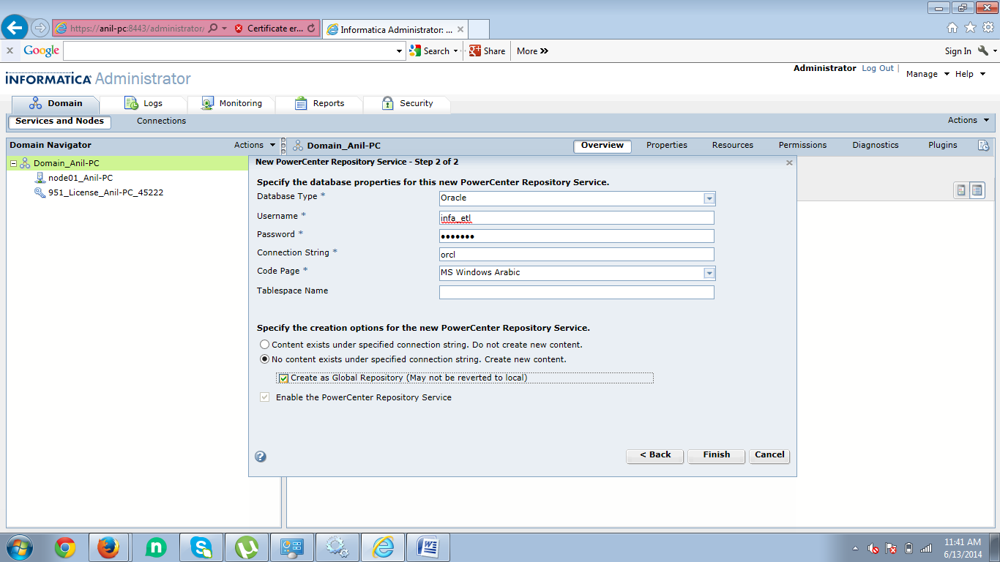 https://anil-pc:8443/administrator/ Certificate er... Informatica Administrator: ...
x Google Search Share More » Sign In
Administrator Log Out | Manage Help
INFORMATICA Administrator
Domain Logs Monitoring Reports Security
Services and Nodes Connections Actions
Domain Navigator Actions Domain_Anil-PC Overview Properties Resources Permissions Diagnostics Plugins
Domain_Anil-PC
node01_Anil-PC
951_License_Anil-PC_45222
New PowerCenter Repository Service - Step 2 of 2
Specify the database properties for this new PowerCenter Repository Service.
Database Type * Oracle
Username * infa_etl
Password * •••••••
Connection String * orcl
Code Page * MS Windows Arabic
Tablespace Name
Specify the creation options for the new PowerCenter Repository Service.
Content exists under specified connection string. Do not create new content.
No content exists under specified connection string. Create new content.
Create as Global Repository (May not be reverted to local)
Enable the PowerCenter Repository Service
? < Back Finish Cancel
11:41 AM
6/13/2014